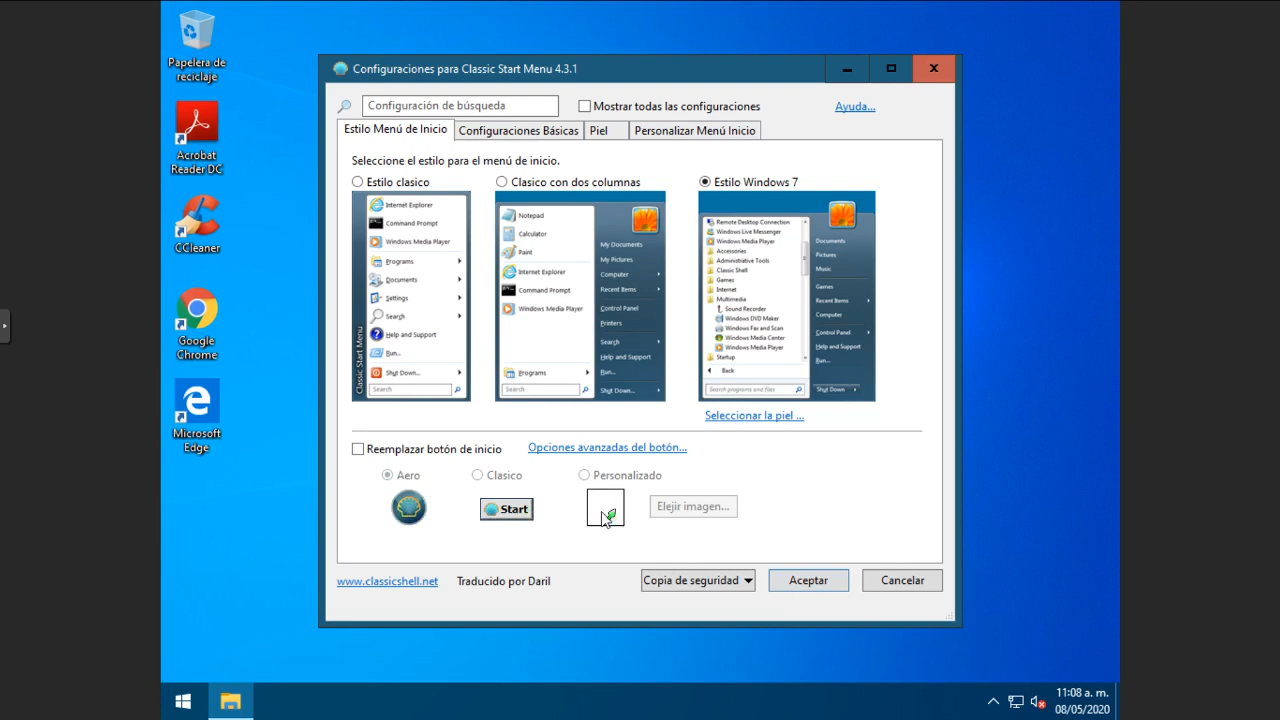 Papelera de
reciclaje
Acrobat
Reader DC
CCleaner
Google
Chrome
Microsoft
Edge
Configuraciones para Classic Start Menu 4.3.1
Configuración de búsqueda
Mostrar todas las configuraciones
Ayuda...
Estilo Menú de Inicio
Configuraciones Básicas
Piel
Personalizar Menú Inicio
Seleccione el estilo para el menú de inicio.
Estilo clasico
Internet Explorer
Command Prompt
Windows Media Player
Programs
Documents
Settings
Search
Help and Support
Run...
Shut Down...
Search
Classic Start Menu
Clasico con dos columnas
Notepad
Calculator
Paint
Internet Explorer
Command Prompt
Windows Media Player
Programs
Search
My Documents
My Pictures
Computer
Recent Items
Control Panel
Printers
Search
Help and Support
Run...
Shut Down...
Estilo Windows 7
Remote Desktop Connection
Windows Live Messenger
Windows Media Player
Accessories
Administrative Tools
Classic Shell
Games
Internet
Multimedia
Sound Recorder
Windows DVD Maker
Windows Fax and Scan
Windows Media Center
Windows Media Player
Startup
Back
Search programs and files
Documents
Pictures
Music
Games
Recent Items
Computer
Control Panel
Help and Support
Run...
Shut Down
Seleccionar la piel ...
Reemplazar botón de inicio
Opciones avanzadas del botón...
Aero
Clasico
Personalizado
Start
Elejir imagen...
www.classicshell.net
Traducido por Daril
Copia de seguridad
Aceptar
Cancelar
11:08 a. m.
08/05/2020